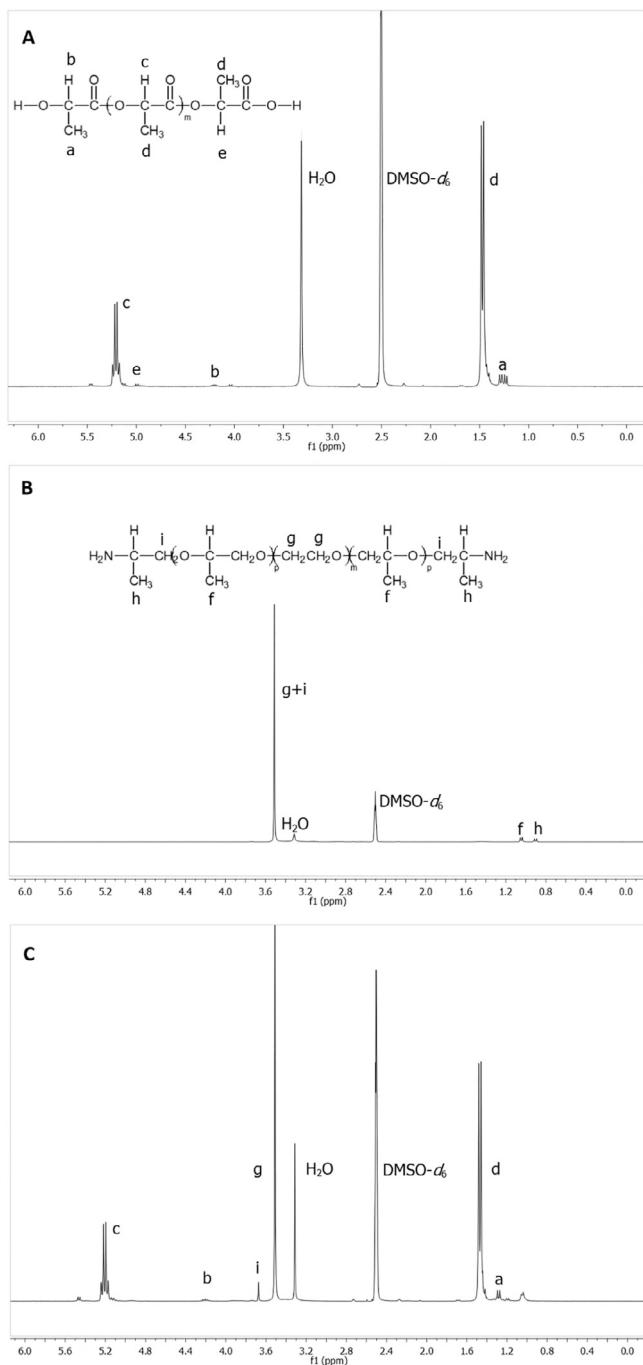 A
b c d
H O H O CH₃ O
H—O—C—C(O—C—C)ₘO—C—C—O—H
CH₃ CH₃ H
a d e
H₂O
DMSO-d₆
d
c
e
b
a
6.0 5.5 5.0 4.5 4.0 3.5 3.0 2.5 2.0 1.5 1.0 0.5 0.0
f1 (ppm)
B
H i H g g H i H
H₂N—C—CH₂(O—C—CH₂O)ₚ(CH₂—CH₂O)ₘ(CH₂—C—O)ₚCH₂—C—NH₂
CH₃ CH₃ CH₃ CH₃
h f f h
g+i
H₂O
DMSO-d₆
f h
6.0 5.6 5.2 4.8 4.4 4.0 3.6 3.2 2.8 2.4 2.0 1.6 1.2 0.8 0.4 0.0
f1 (ppm)
C
g
H₂O
DMSO-d₆
d
c
b
i
a
5.6 5.2 4.8 4.4 4.0 3.6 3.2 2.8 2.4 2.0 1.6 1.2 0.8 0.4 0.0
f1 (ppm)